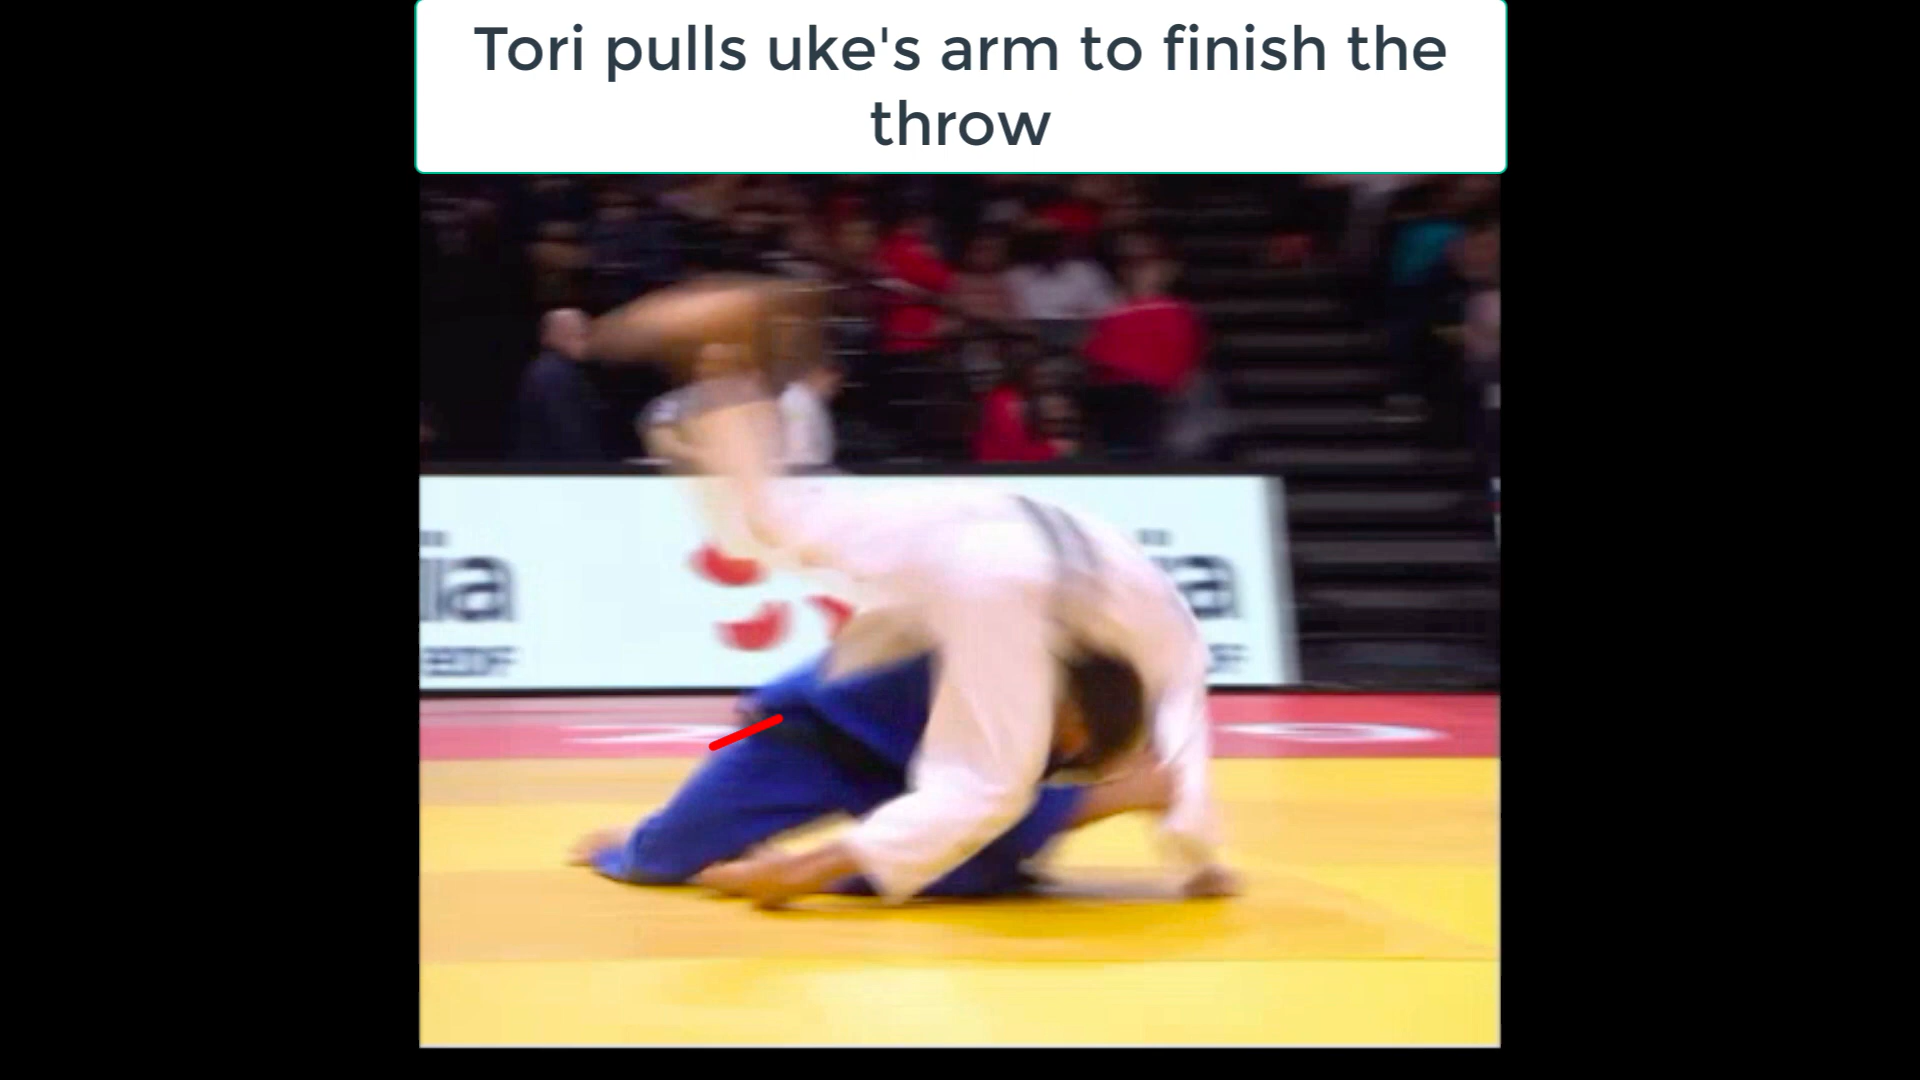 Tori pulls uke's arm to finish the
throw